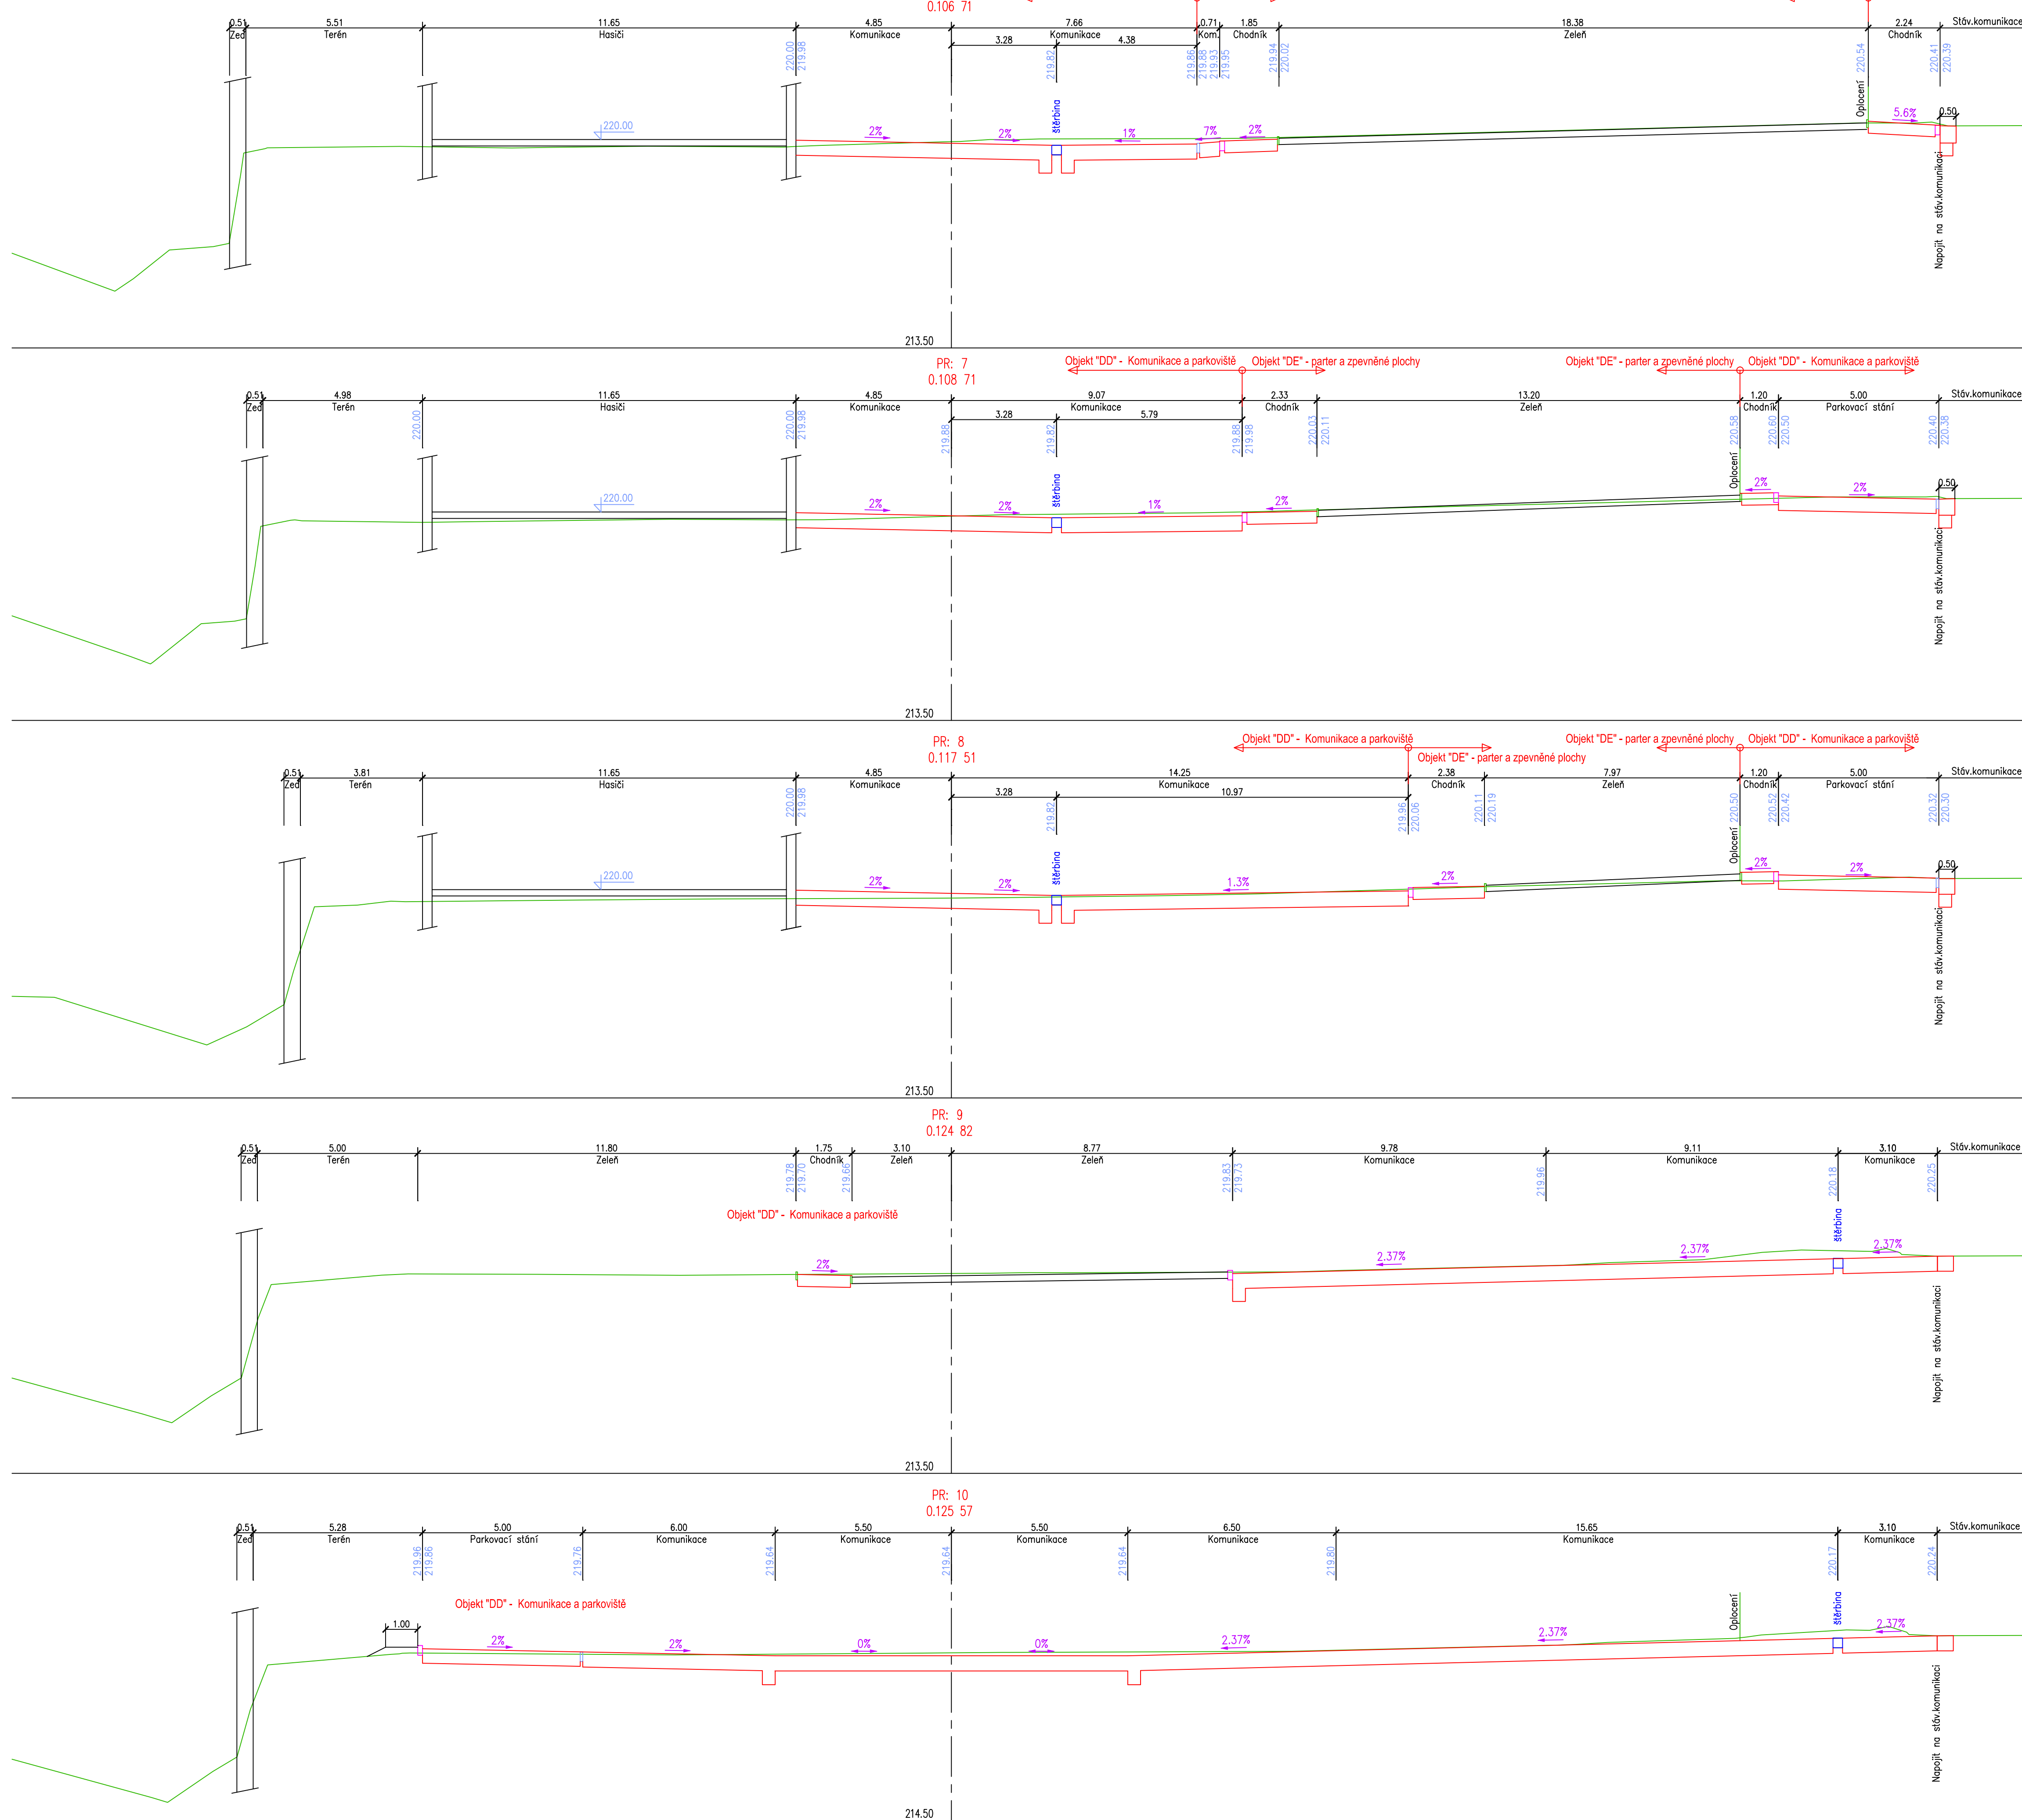 0.106 71
0.51 5.51 11.65 4.85 7.66 0.71 1.85 18.38 2.24 Stáv.komunikace
Zeď Terén Hasiči Komunikace Komunikace Kom. Chodník Zeleň Chodník
3.28 4.38
220.00 219.98 219.82 219.86 219.88 219.93 219.95 219.94 220.02 220.54 220.41 220.39
štěrbina Oplocení 0.50
220.00 2% 2% 1% 7% 2% 5.6%
Napojit na stáv.komunikaci
213.50
PR: 7
0.108 71
Objekt "DD" - Komunikace a parkoviště Objekt "DE" - parter a zpevněné plochy Objekt "DE" - parter a zpevněné plochy Objekt "DD" - Komunikace a parkoviště
0.51 4.98 11.65 4.85 9.07 2.33 13.20 1.20 5.00 Stáv.komunikace
Zeď Terén Hasiči Komunikace Komunikace Chodník Zeleň Chodník Parkovací stání
3.28 5.79
220.00 220.00 219.98 219.88 219.82 219.88 219.98 220.03 220.11 220.58 220.60 220.50 220.40 220.38
štěrbina Oplocení 0.50
220.00 2% 2% 1% 2% 2% 2%
Napojit na stáv.komunikaci
213.50
PR: 8
0.117 51
Objekt "DD" - Komunikace a parkoviště Objekt "DE" - parter a zpevněné plochy Objekt "DD" - Komunikace a parkoviště
Objekt "DE" - parter a zpevněné plochy
0.51 3.81 11.65 4.85 14.25 2.38 7.97 1.20 5.00 Stáv.komunikace
Zeď Terén Hasiči Komunikace Komunikace Chodník Zeleň Chodník Parkovací stání
3.28 10.97
220.00 219.98 219.82 219.96 220.06 220.11 220.19 220.50 220.52 220.42 220.32 220.30
štěrbina Oplocení 0.50
220.00 2% 2% 1.3% 2% 2% 2%
Napojit na stáv.komunikaci
213.50
PR: 9
0.124 82
0.51 5.00 11.80 1.75 3.10 8.77 9.78 9.11 3.10 Stáv.komunikace
Zeď Terén Zeleň Chodník Zeleň Zeleň Komunikace Komunikace Komunikace
219.78 219.70 219.66 219.83 219.73 219.96 220.18 220.25
Objekt "DD" - Komunikace a parkoviště
štěrbina
2% 2.37% 2.37% 2.37%
Napojit na stáv.komunikaci
213.50
PR: 10
0.125 57
0.51 5.28 5.00 6.00 5.50 5.50 6.50 15.65 3.10 Stáv.komunikace
Zeď Terén Parkovací stání Komunikace Komunikace Komunikace Komunikace Komunikace Komunikace
219.96 219.86 219.76 219.64 219.64 219.64 219.80 220.17 220.24
Objekt "DD" - Komunikace a parkoviště
Oplocení štěrbina
1.00 2% 2% 0% 0% 2.37% 2.37% 2.37%
Napojit na stáv.komunikaci
214.50